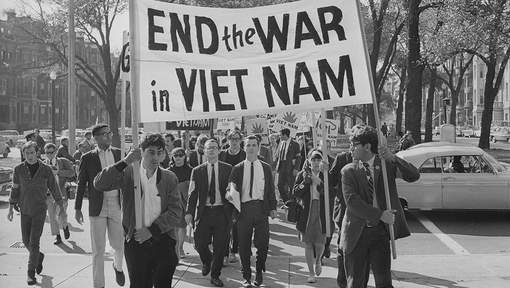 END the WAR
in VIET NAM